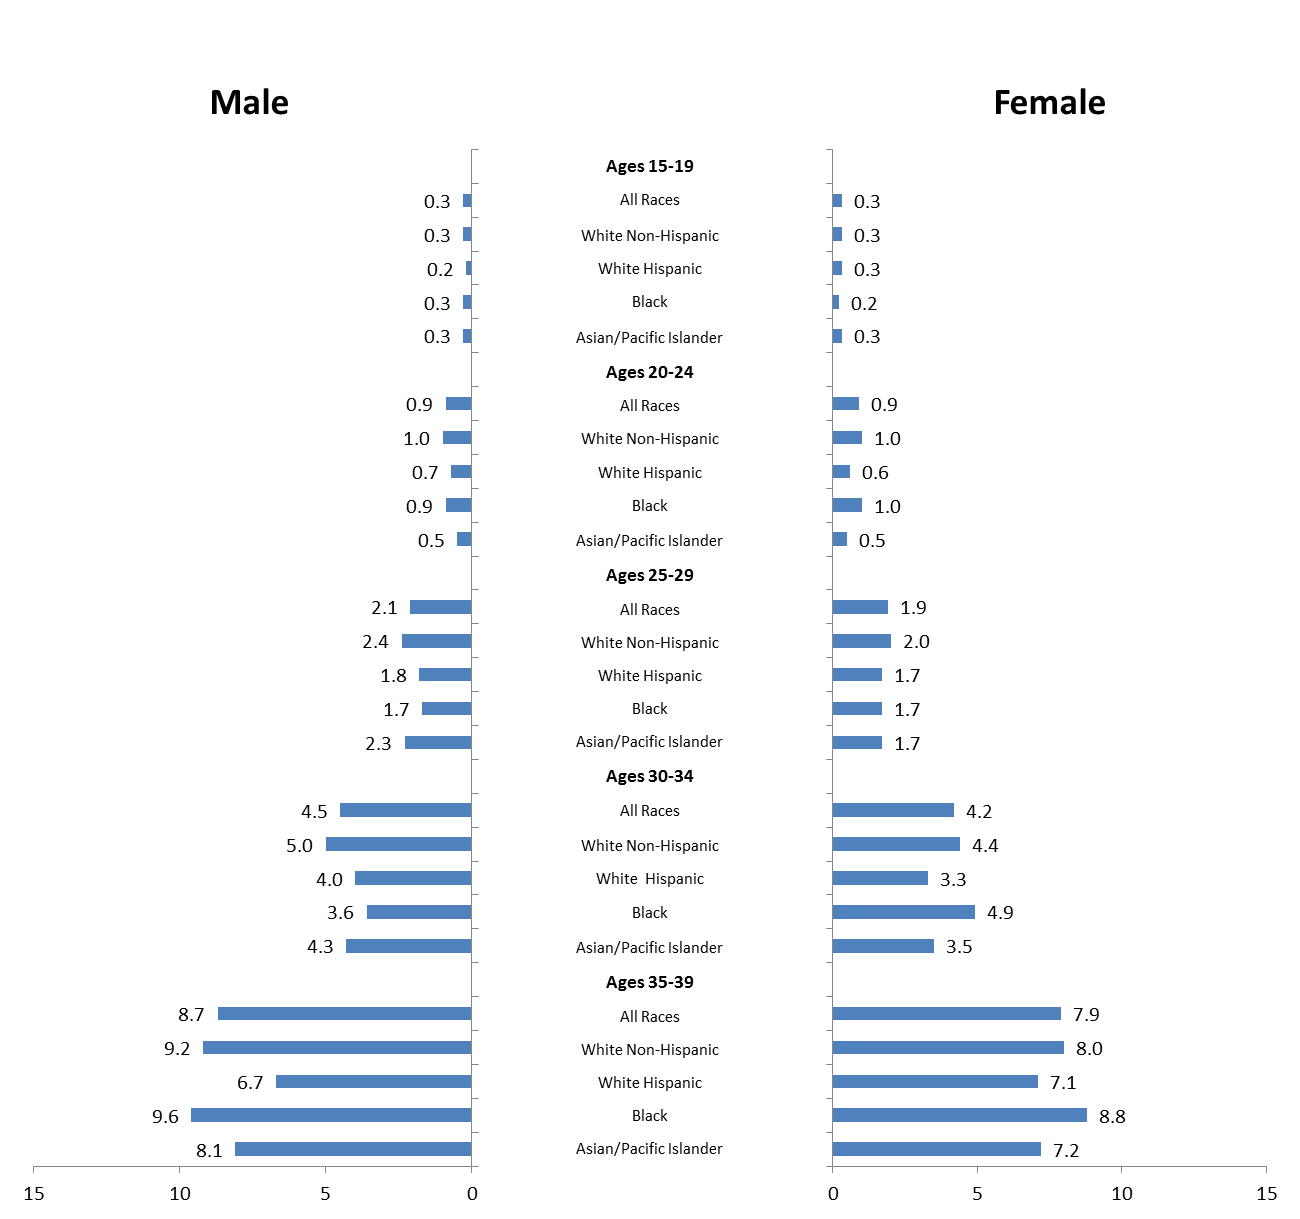 Male Female
Ages 15-19
0.3 All Races 0.3
0.3 White Non-Hispanic 0.3
0.2 White Hispanic 0.3
0.3 Black 0.2
0.3 Asian/Pacific Islander 0.3
Ages 20-24
0.9 All Races 0.9
1.0 White Non-Hispanic 1.0
0.7 White Hispanic 0.6
0.9 Black 1.0
0.5 Asian/Pacific Islander 0.5
Ages 25-29
2.1 All Races 1.9
2.4 White Non-Hispanic 2.0
1.8 White Hispanic 1.7
1.7 Black 1.7
2.3 Asian/Pacific Islander 1.7
Ages 30-34
4.5 All Races 4.2
5.0 White Non-Hispanic 4.4
4.0 White Hispanic 3.3
3.6 Black 4.9
4.3 Asian/Pacific Islander 3.5
Ages 35-39
8.7 All Races 7.9
9.2 White Non-Hispanic 8.0
6.7 White Hispanic 7.1
9.6 Black 8.8
8.1 Asian/Pacific Islander 7.2
15 10 5 0 0 5 10 15